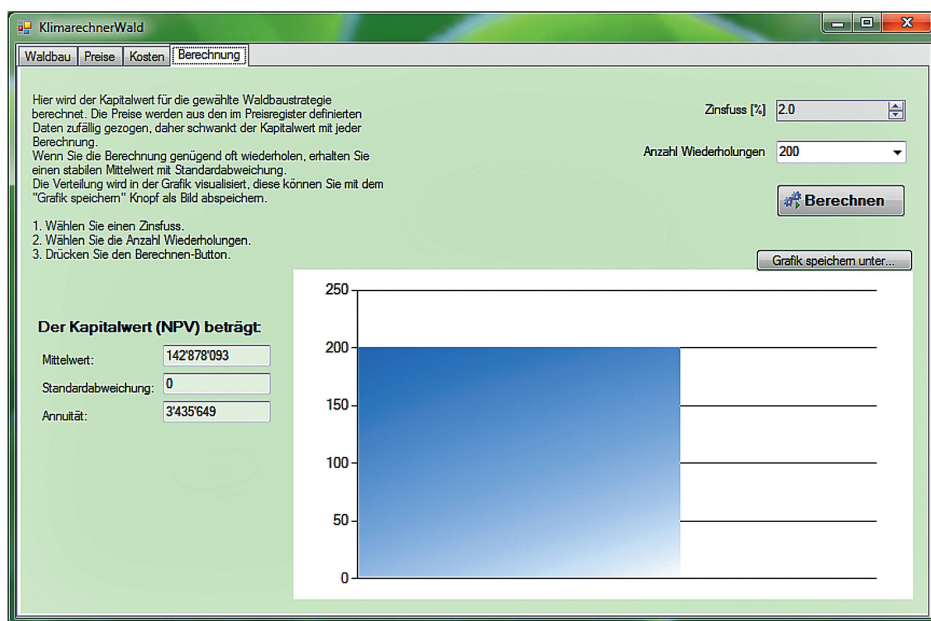 KlimarechnerWald
Waldbau Preise Kosten Berechnung
Hier wird der Kapitalwert für die gewählte Waldbaustrategie
berechnet. Die Preise werden aus den im Preisregister definierten
Daten zufällig gezogen, daher schwankt der Kapitalwert mit jeder
Berechnung.
Wenn Sie die Berechnung genügend oft wiederholen, erhalten Sie
einen stabilen Mittelwert mit Standardabweichung.
Die Verteilung wird in der Grafik visualisiert, diese können Sie mit dem
"Grafik speichern" Knopf als Bild abspeichern.
1. Wählen Sie einen Zinsfuss.
2. Wählen Sie die Anzahl Wiederholungen.
3. Drücken Sie den Berechnen-Button.
Zinsfuss [%] 2.0
Anzahl Wiederholungen 200
Berechnen
Grafik speichern unter...
Der Kapitalwert (NPV) beträgt:
Mittelwert: 142'878'093
Standardabweichung: 0
Annuität: 3'435'649
250
200
150
100
50
0